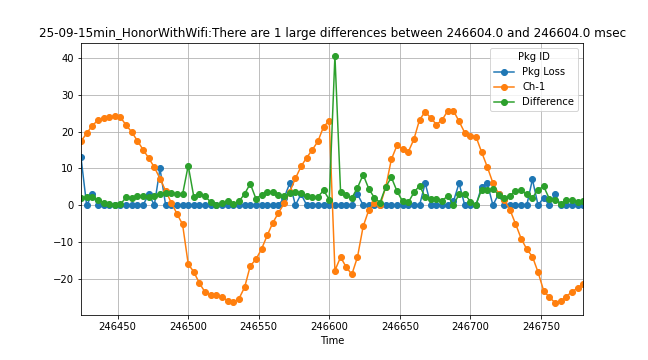 25-09-15min_HonorWithWifi:There are 1 large differences between 246604.0 and 246604.0 msec
Pkg ID
Pkg Loss
Ch-1
Difference
40
30
20
10
0
−10
−20
246450 246500 246550 246600 246650 246700 246750
Time